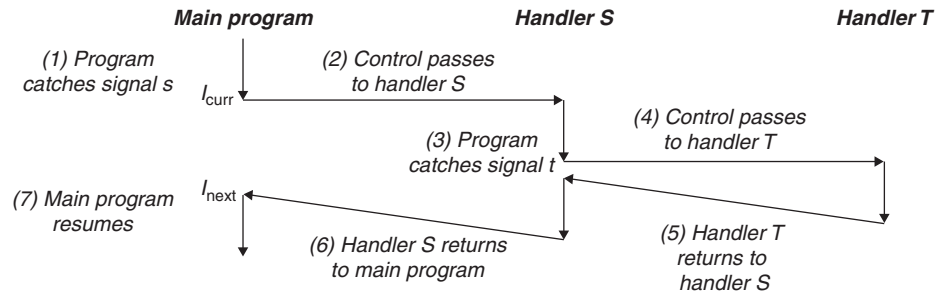 Main program
Handler S
Handler T
(1) Program
catches signal s
(2) Control passes
to handler S
Icurr
(3) Program
catches signal t
(4) Control passes
to handler T
(7) Main program
resumes
Inext
(6) Handler S returns
to main program
(5) Handler T
returns to
handler S